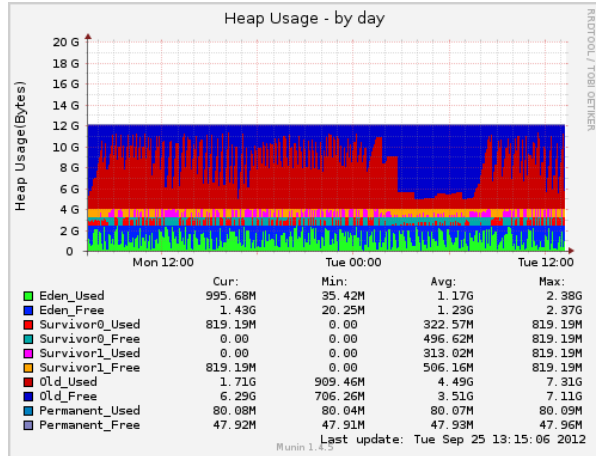 Heap Usage - by day
RRDTOOL / TOBI OETIKER
Heap Usage(Bytes)
20 G
18 G
16 G
14 G
12 G
10 G
8 G
6 G
4 G
2 G
0
Mon 12:00 Tue 00:00 Tue 12:00
Cur: Min: Avg: Max:
Eden_Used 995.68M 35.42M 1.17G 2.38G
Eden_Free 1.43G 20.25M 1.23G 2.37G
Survivor0_Used 819.19M 0.00 322.57M 819.19M
Survivor0_Free 0.00 0.00 496.62M 819.19M
Survivor1_Used 0.00 0.00 313.02M 819.19M
Survivor1_Free 819.19M 0.00 506.16M 819.19M
Old_Used 1.71G 909.46M 4.49G 7.31G
Old_Free 6.29G 706.26M 3.51G 7.11G
Permanent_Used 80.08M 80.04M 80.07M 80.09M
Permanent_Free 47.92M 47.91M 47.93M 47.96M
Last update: Tue Sep 25 13:15:06 2012
Munin 1.4.5